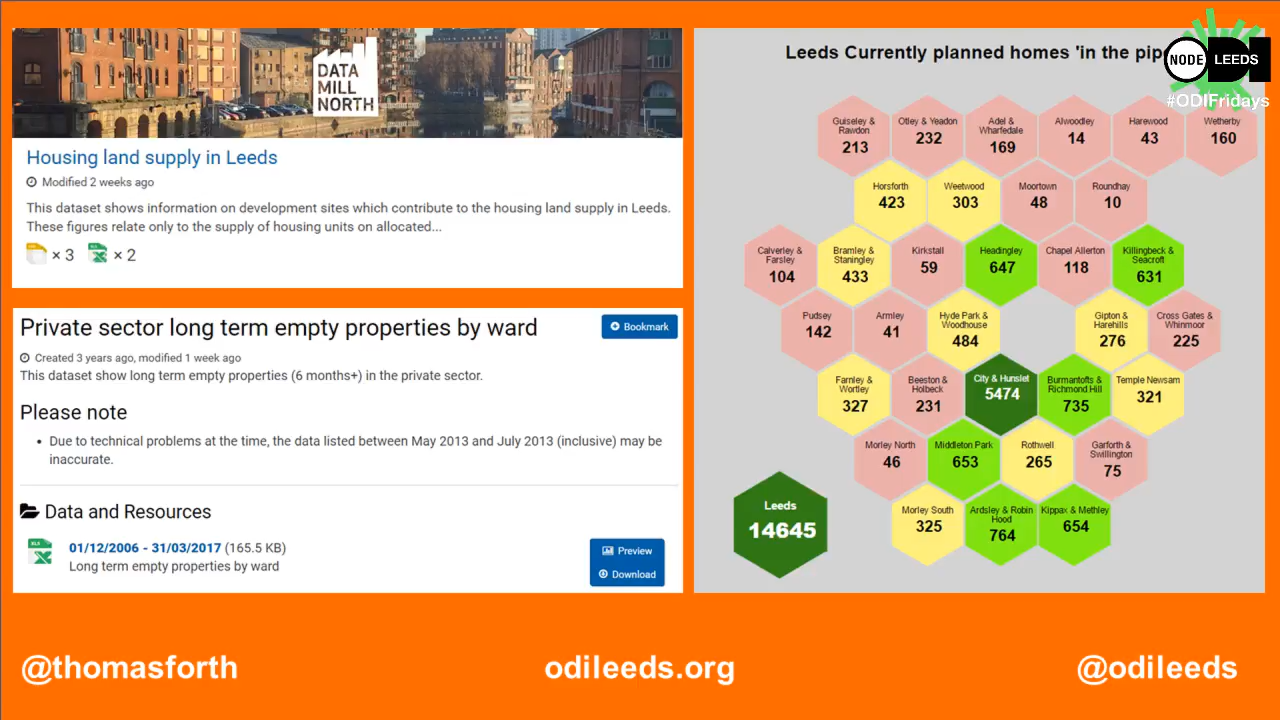 DATA
MILL
NORTH
Housing land supply in Leeds
Modified 2 weeks ago
This dataset shows information on development sites which contribute to the housing land supply in Leeds.
These figures relate only to the supply of housing units on allocated...
× 3
XLS
× 2
Private sector long term empty properties by ward
Bookmark
Created 3 years ago, modified 1 week ago
This dataset show long term empty properties (6 months+) in the private sector.
Please note
• Due to technical problems at the time, the data listed between May 2013 and July 2013 (inclusive) may be
inaccurate.
Data and Resources
XLS
01/12/2006 - 31/03/2017 (165.5 KB)
Long term empty properties by ward
Preview
Download
Leeds Currently planned homes 'in the pip
NODE
LEEDS
#ODIFridays
Guiseley &
Rawdon
213
Otley & Yeadon
232
Adel &
Wharfedale
169
Alwoodley
14
Harewood
43
Wetherby
160
Horsforth
423
Weetwood
303
Moortown
48
Roundhay
10
Calverley &
Farsley
104
Bramley &
Stanningley
433
Kirkstall
59
Headingley
647
Chapel Allerton
118
Killingbeck &
Seacroft
631
Pudsey
142
Armley
41
Hyde Park &
Woodhouse
484
Gipton &
Harehills
276
Cross Gates &
Whinmoor
225
Farnley &
Wortley
327
Beeston &
Holbeck
231
City & Hunslet
5474
Burmantofts &
Richmond Hill
735
Temple Newsam
321
Morley North
46
Middleton Park
653
Rothwell
265
Garforth &
Swillington
75
Leeds
14645
Morley South
325
Ardsley & Robin
Hood
764
Kippax & Methley
654
@thomasforth
odileeds.org
@odileeds